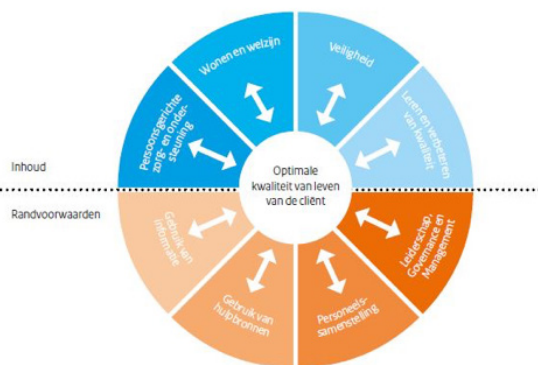 Wonen en welzijn
Veiligheid
Persoonsgerichte
zorg- en onder-
steuning
Leren en verbeteren
van kwaliteit
Inhoud
Optimale
kwaliteit van leven
van de cliënt
Randvoorwaarden
Gebruik van
informatie
Leiderschap,
Governance en
Management
Gebruik van
hulpbronnen
Personeels-
samenstelling